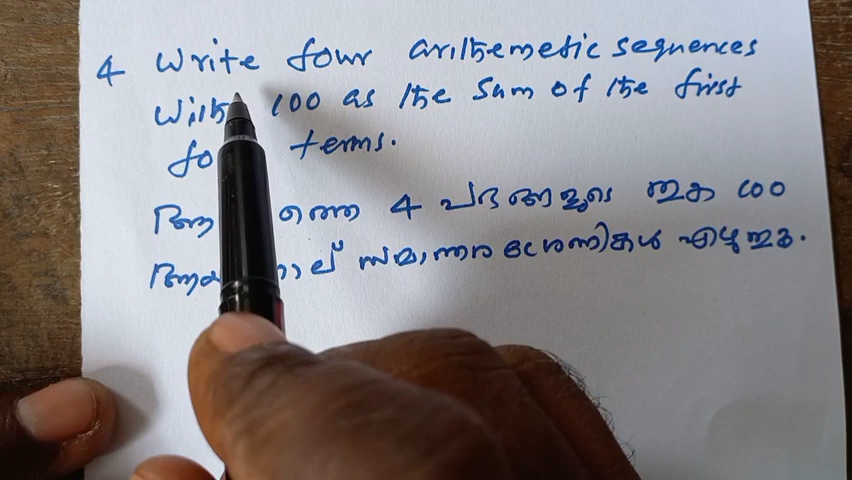 4 Write four arithemetic sequences
with 100 as the sum of the first
terms.
4 പദങ്ങളുടെ തുക 100
സമാന്തരശ്രേണികൾ എഴുതുക.